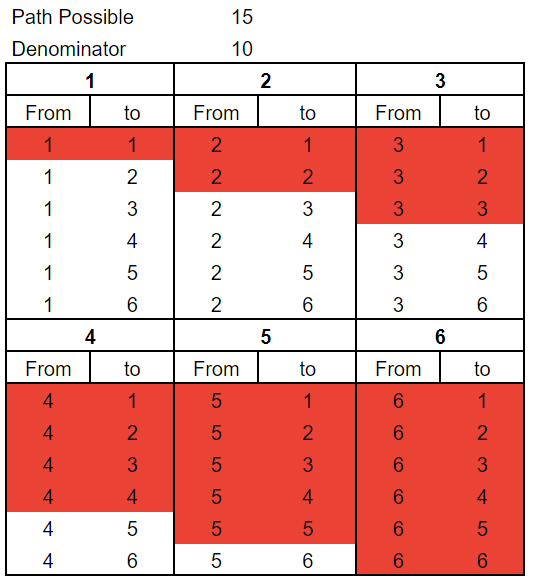 Path Possible 15
Denominator 10
1 2 3
From to From to From to
1 1 2 1 3 1
1 2 2 2 3 2
1 3 2 3 3 3
1 4 2 4 3 4
1 5 2 5 3 5
1 6 2 6 3 6
4 5 6
From to From to From to
4 1 5 1 6 1
4 2 5 2 6 2
4 3 5 3 6 3
4 4 5 4 6 4
4 5 5 5 6 5
4 6 5 6 6 6